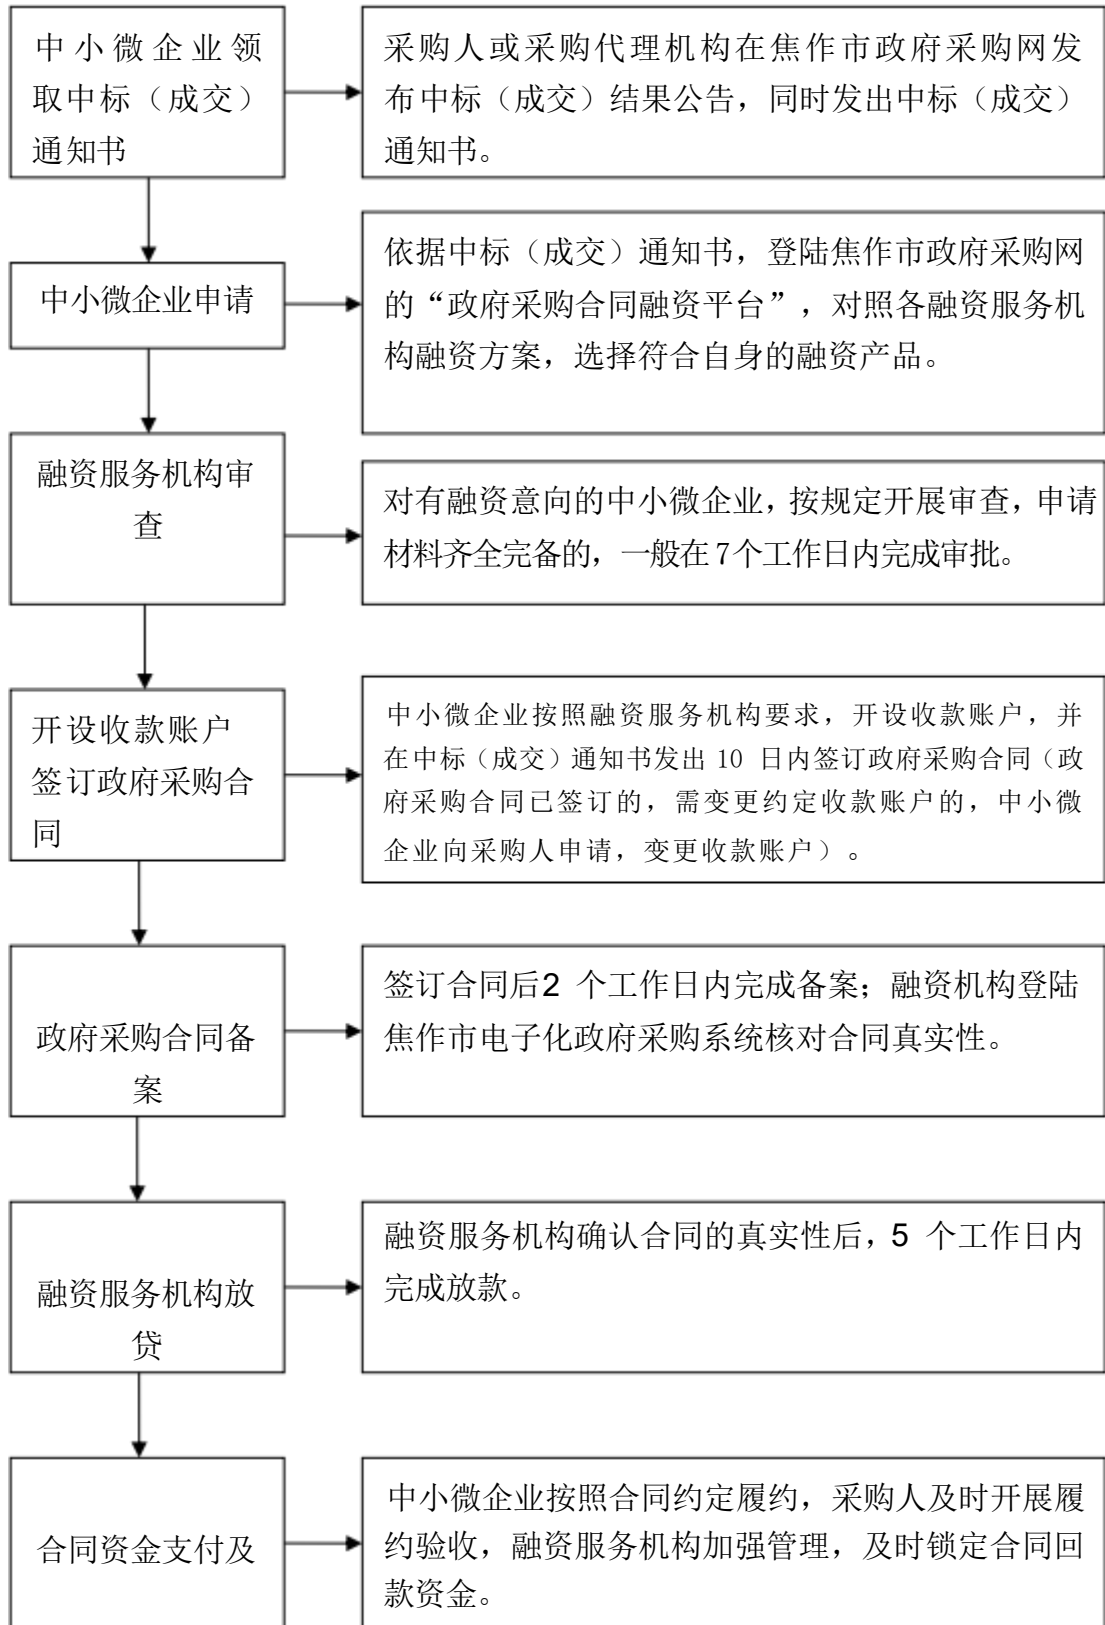 中小微企业领
取中标（成交）
通知书
采购人或采购代理机构在焦作市政府采购网发
布中标（成交）结果公告，同时发出中标（成交）
通知书。
中小微企业申请
依据中标（成交）通知书，登陆焦作市政府采购网
的“政府采购合同融资平台”，对照各融资服务机
构融资方案，选择符合自身的融资产品。
融资服务机构审
查
对有融资意向的中小微企业，按规定开展审查，申请
材料齐全完备的，一般在7个工作日内完成审批。
开设收款账户
签订政府采购合
同
中小微企业按照融资服务机构要求，开设收款账户，并
在中标（成交）通知书发出 10 日内签订政府采购合同（政
府采购合同已签订的，需变更约定收款账户的，中小微
企业向采购人申请，变更收款账户）。
政府采购合同备
案
签订合同后2 个工作日内完成备案；融资机构登陆
焦作市电子化政府采购系统核对合同真实性。
融资服务机构放
贷
融资服务机构确认合同的真实性后，5 个工作日内
完成放款。
合同资金支付及
中小微企业按照合同约定履约，采购人及时开展履
约验收，融资服务机构加强管理，及时锁定合同回
款资金。